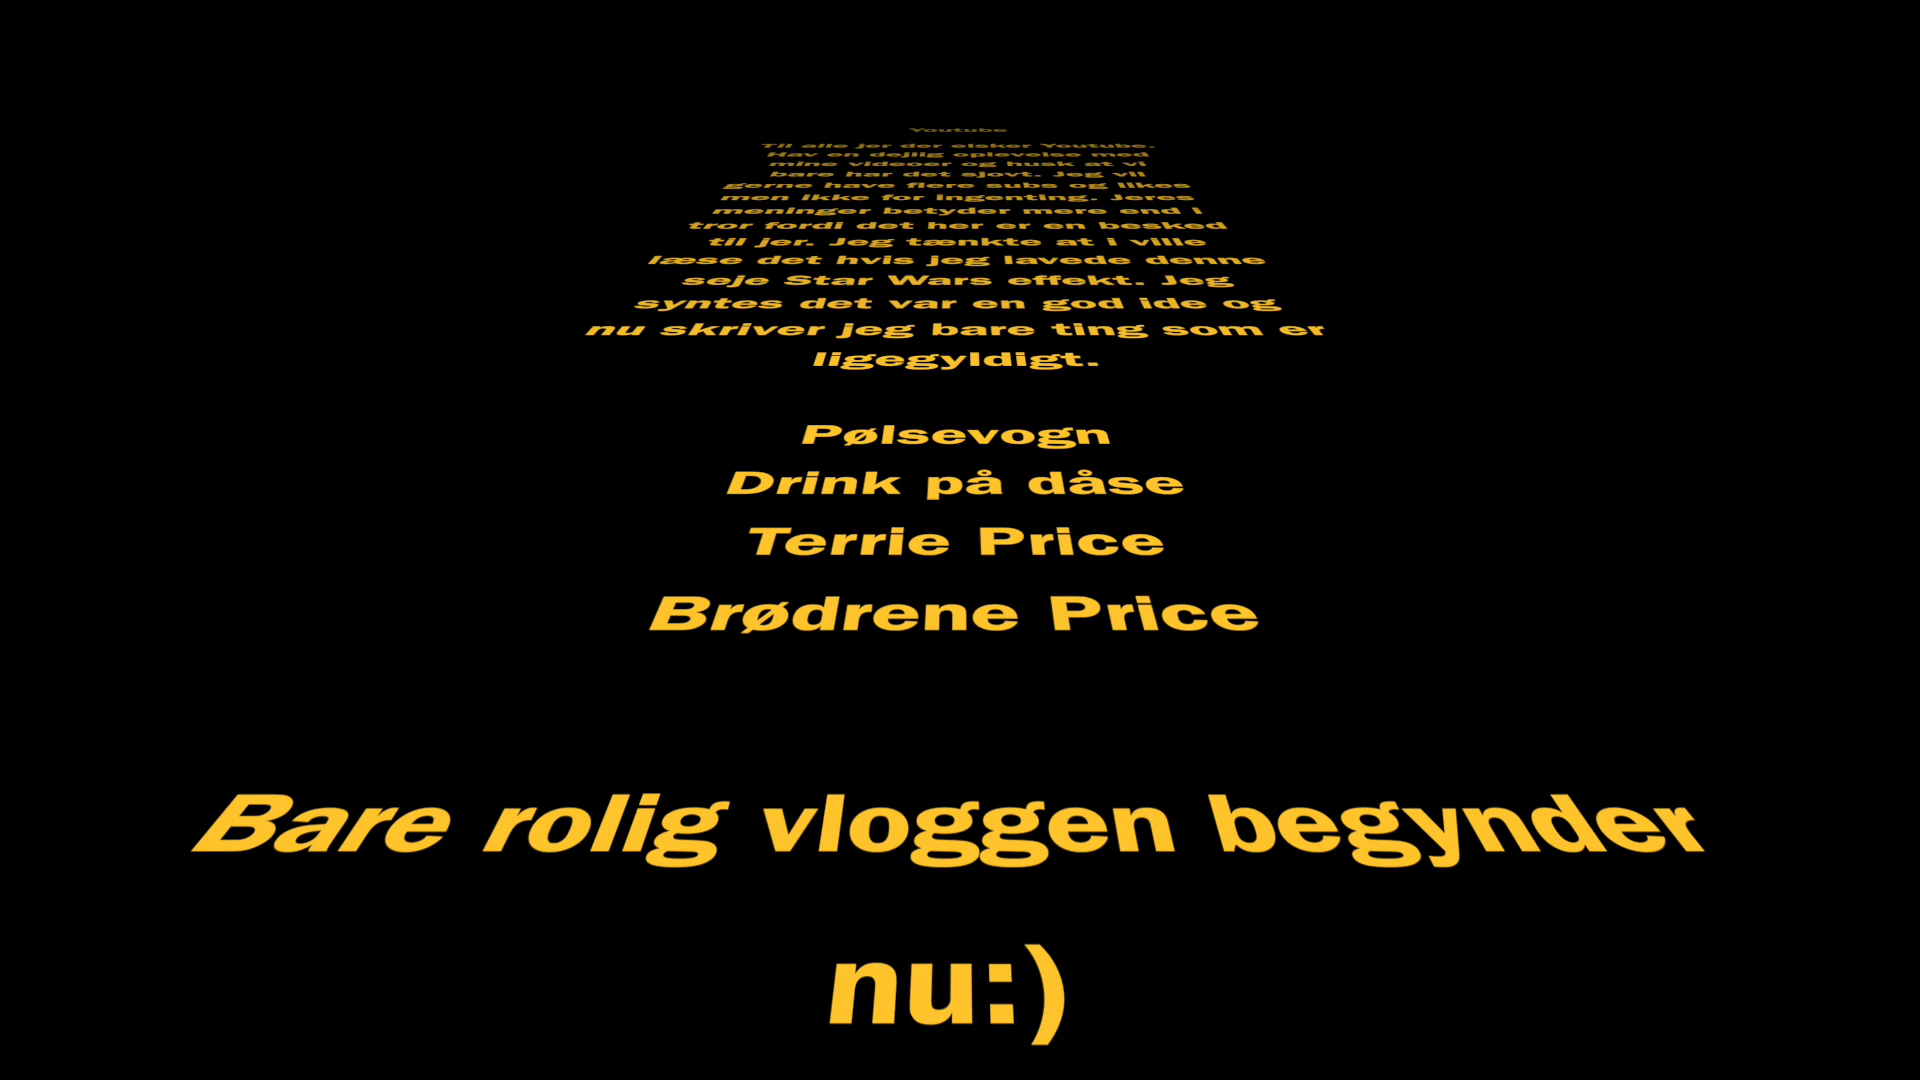 Youtube
Til alle jer der elsker Youtube.
Hav en dejlig oplevelse med
mine videoer og husk at vi
bare har det sjovt. Jeg vil
gerne have flere subs og likes
men ikke for ingenting. Jeres
meninger betyder mere end i
tror fordi det her er en besked
til jer. Jeg tænkte at i ville
læse det hvis jeg lavede denne
seje Star Wars effekt. Jeg
syntes det var en god ide og
nu skriver jeg bare ting som er
ligegyldigt.
Pølsevogn
Drink på dåse
Terrie Price
Brødrene Price
Bare rolig vloggen begynder
nu:)